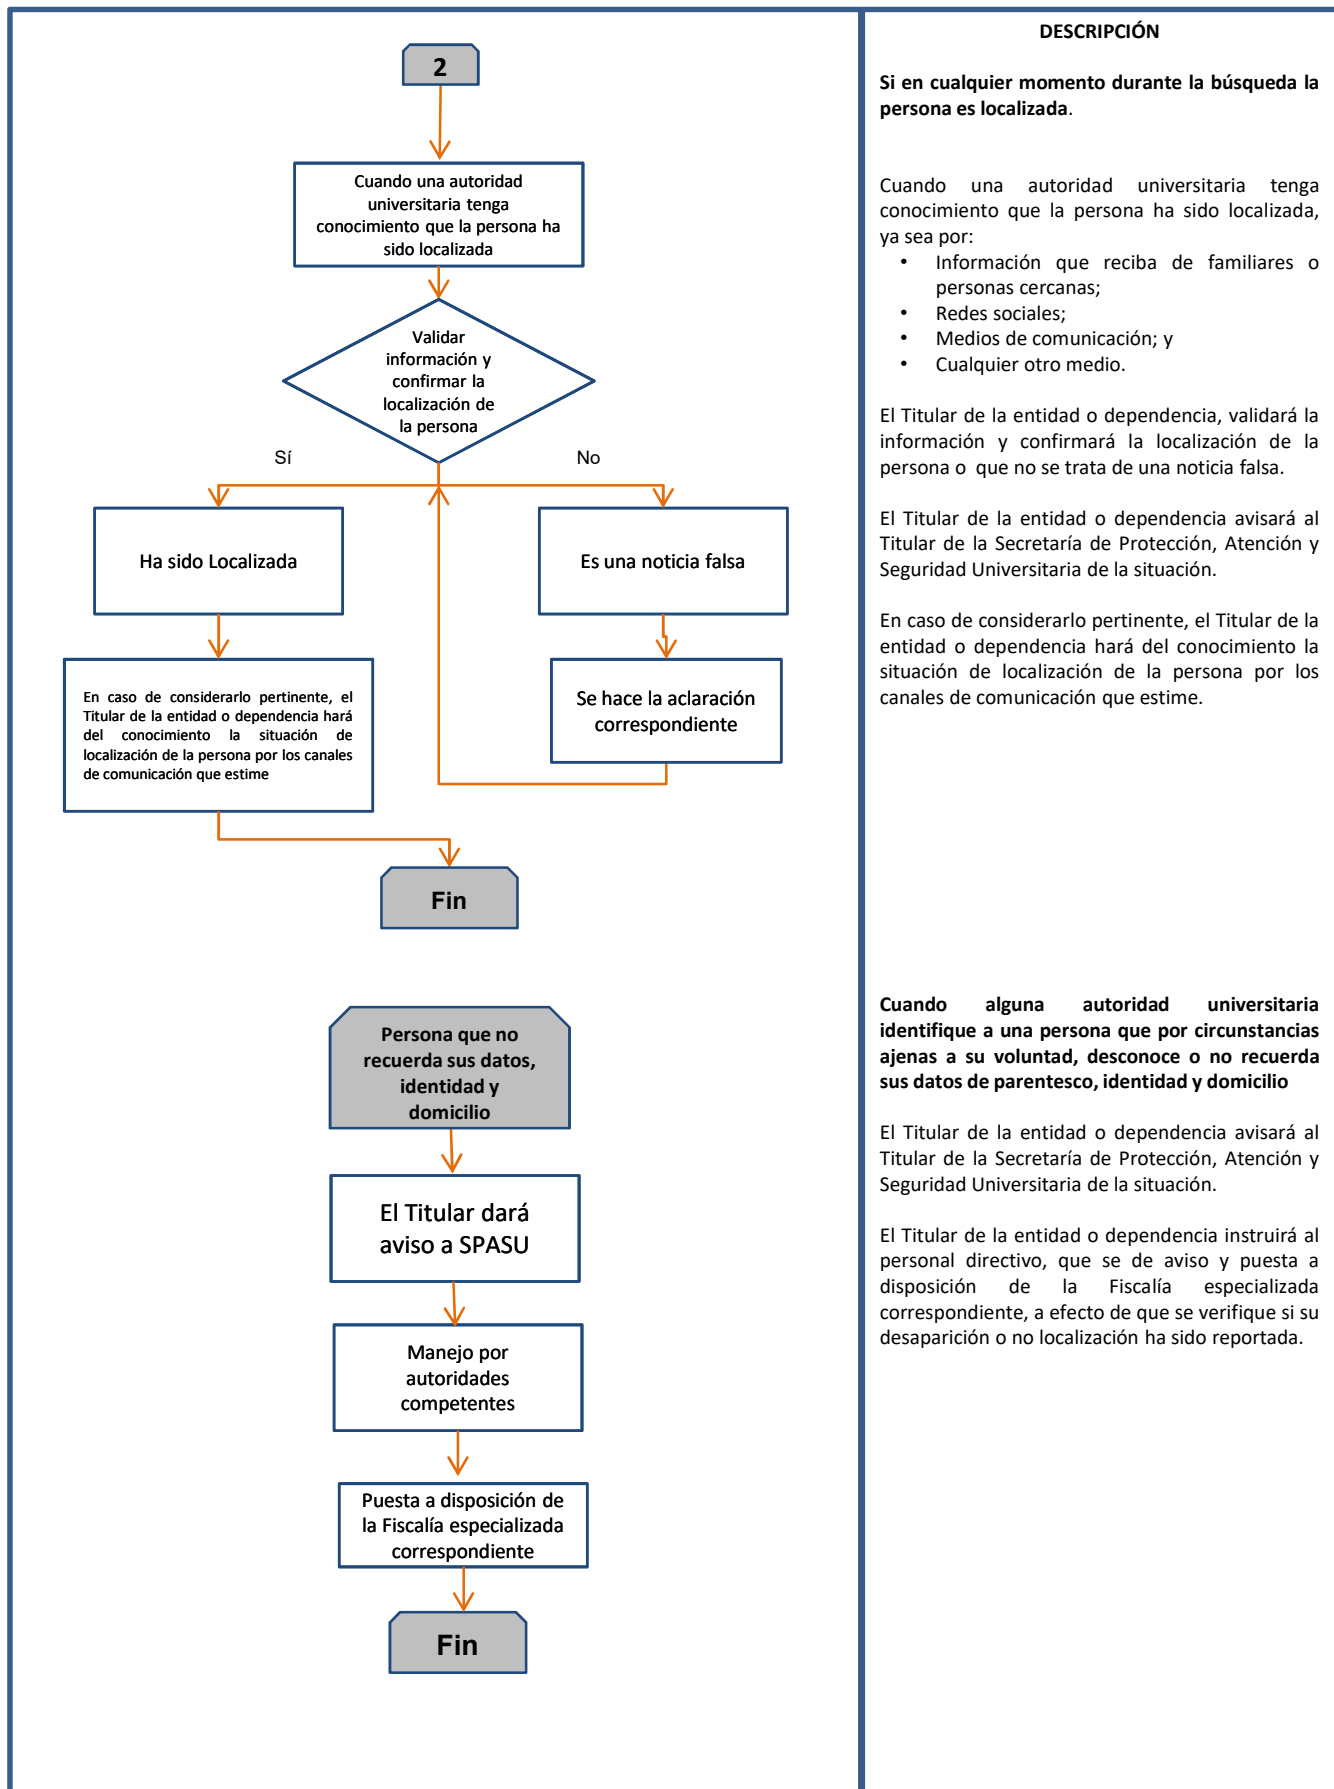 2
Cuando una autoridad
universitaria tenga
conocimiento que la persona ha
sido localizada
Validar
información y
confirmar la
localización de
la persona
Sí
No
Ha sido Localizada
Es una noticia falsa
En caso de considerarlo pertinente, el
Titular de la entidad o dependencia hará
del conocimiento la situación de
localización de la persona por los canales
de comunicación que estime
Se hace la aclaración
correspondiente
Fin
Persona que no
recuerda sus datos,
identidad y
domicilio
El Titular dará
aviso a SPASU
Manejo por
autoridades
competentes
Puesta a disposición de
la Fiscalía especializada
correspondiente
Fin
DESCRIPCIÓN
Si en cualquier momento durante la búsqueda la
persona es localizada.
Cuando una autoridad universitaria tenga
conocimiento que la persona ha sido localizada,
ya sea por:
• Información que reciba de familiares o
personas cercanas;
• Redes sociales;
• Medios de comunicación; y
• Cualquier otro medio.
El Titular de la entidad o dependencia, validará la
información y confirmará la localización de la
persona o que no se trata de una noticia falsa.
El Titular de la entidad o dependencia avisará al
Titular de la Secretaría de Protección, Atención y
Seguridad Universitaria de la situación.
En caso de considerarlo pertinente, el Titular de la
entidad o dependencia hará del conocimiento la
situación de localización de la persona por los
canales de comunicación que estime.
Cuando alguna autoridad universitaria
identifique a una persona que por circunstancias
ajenas a su voluntad, desconoce o no recuerda
sus datos de parentesco, identidad y domicilio
El Titular de la entidad o dependencia avisará al
Titular de la Secretaría de Protección, Atención y
Seguridad Universitaria de la situación.
El Titular de la entidad o dependencia instruirá al
personal directivo, que se de aviso y puesta a
disposición de la Fiscalía especializada
correspondiente, a efecto de que se verifique si su
desaparición o no localización ha sido reportada.